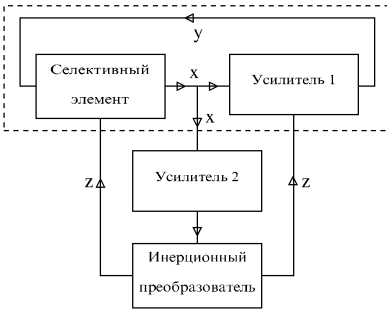 y
Селективный
элемент
x
Усилитель 1
x
Усилитель 2
z
z
Инерционный
преобразователь